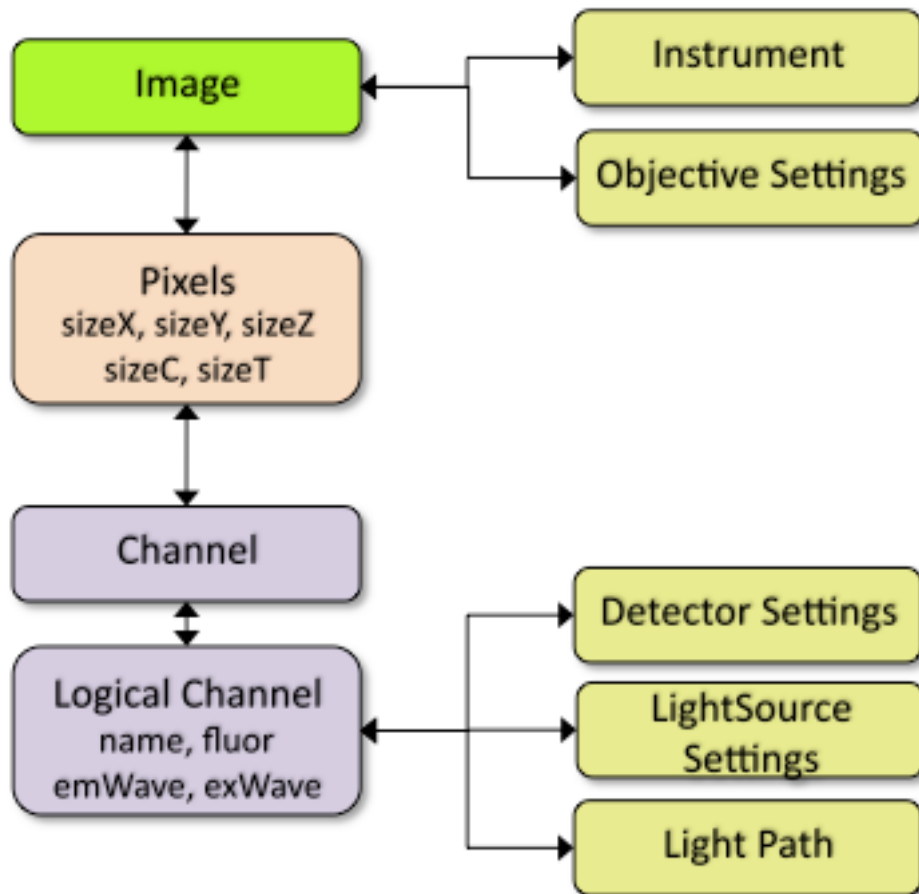 Image
Instrument
Objective Settings
Pixels
sizeX, sizeY, sizeZ
sizeC, sizeT
Channel
Logical Channel
name, fluor
emWave, exWave
Detector Settings
LightSource
Settings
Light Path